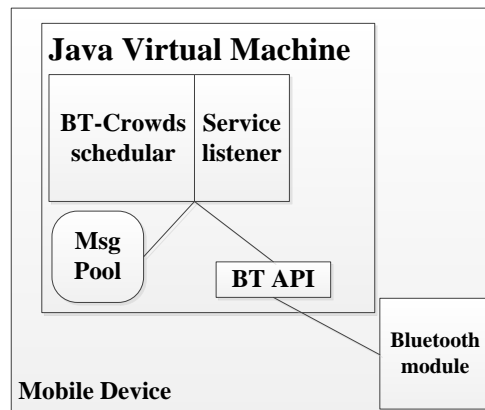 Java Virtual Machine
BT-Crowds
schedular
Service
listener
Msg
Pool
BT API
Bluetooth
module
Mobile Device